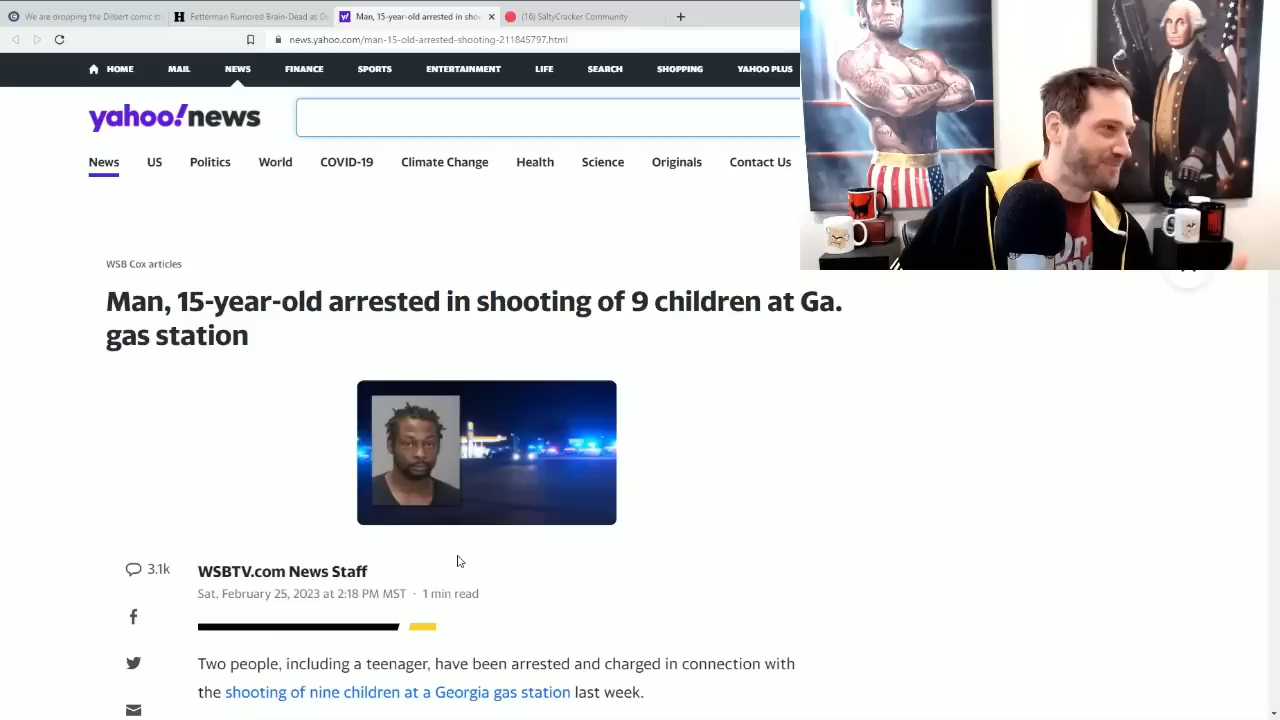 We are dropping the Dilbert comic st
Fetterman Rumored Brain-Dead as D
Man, 15-year-old arrested in shoo
(16) SaltyCracker Community
news.yahoo.com/man-15-old-arrested-shooting-211845797.html
HOME MAIL NEWS FINANCE SPORTS ENTERTAINMENT LIFE SEARCH SHOPPING YAHOO PLUS
yahoo!news
News US Politics World COVID-19 Climate Change Health Science Originals Contact Us
WSB Cox articles
Man, 15-year-old arrested in shooting of 9 children at Ga.
gas station
3.1k
WSBTV.com News Staff
Sat, February 25, 2023 at 2:18 PM MST · 1 min read
Two people, including a teenager, have been arrested and charged in connection with
the shooting of nine children at a Georgia gas station last week.